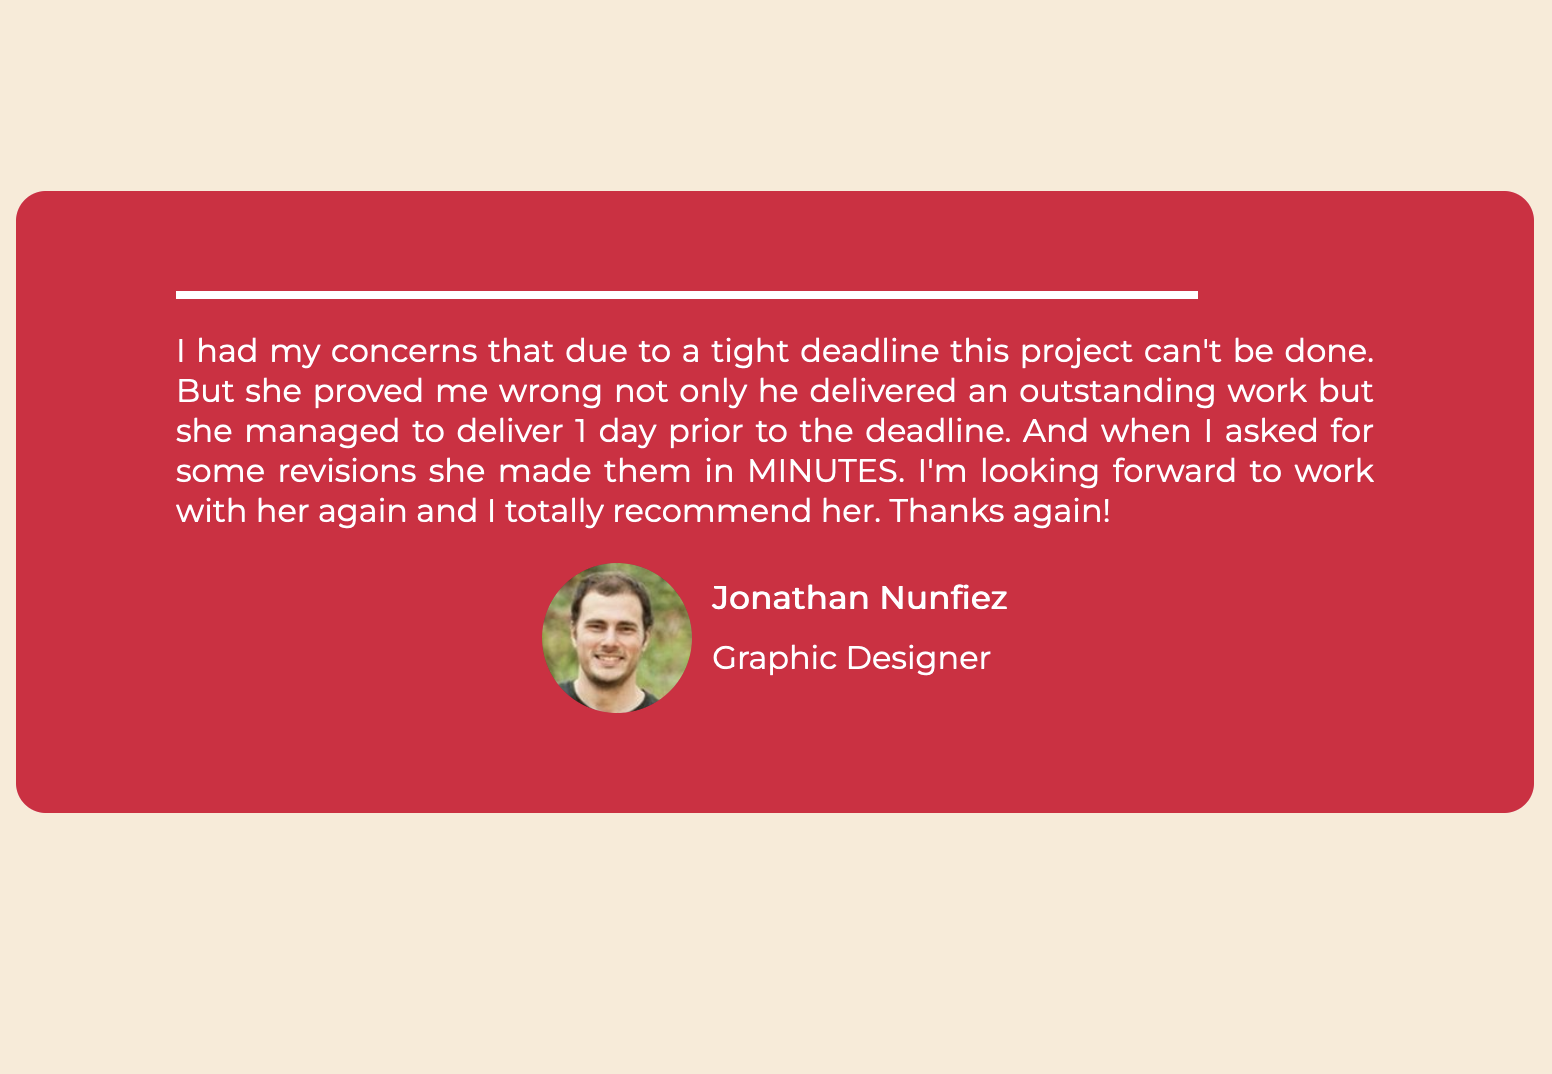 I had my concerns that due to a tight deadline this project can't be done.
But she proved me wrong not only he delivered an outstanding work but
she managed to deliver 1 day prior to the deadline. And when I asked for
some revisions she made them in MINUTES. I'm looking forward to work
with her again and I totally recommend her. Thanks again!
Jonathan Nunfiez
Graphic Designer